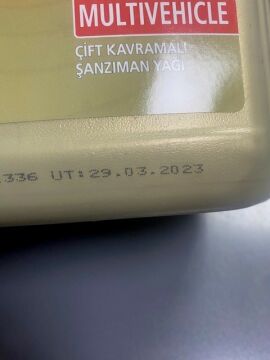 MULTIVEHICLE
ÇİFT KAVRAMALI
ŞANZIMAN YAĞI
336 UT:29.03.2023